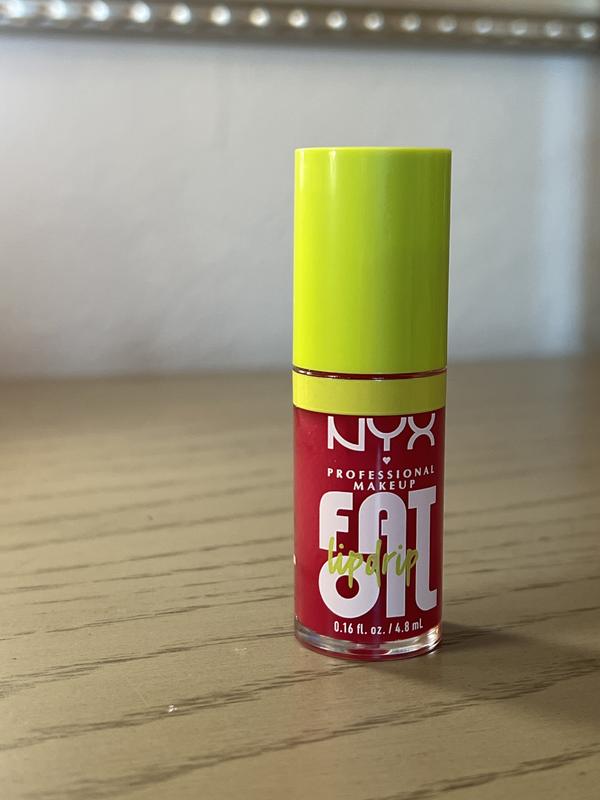 NYX
PROFESSIONAL
MAKEUP
FAT
lip drip
OIL
0.16 fl. oz. / 4.8 mL